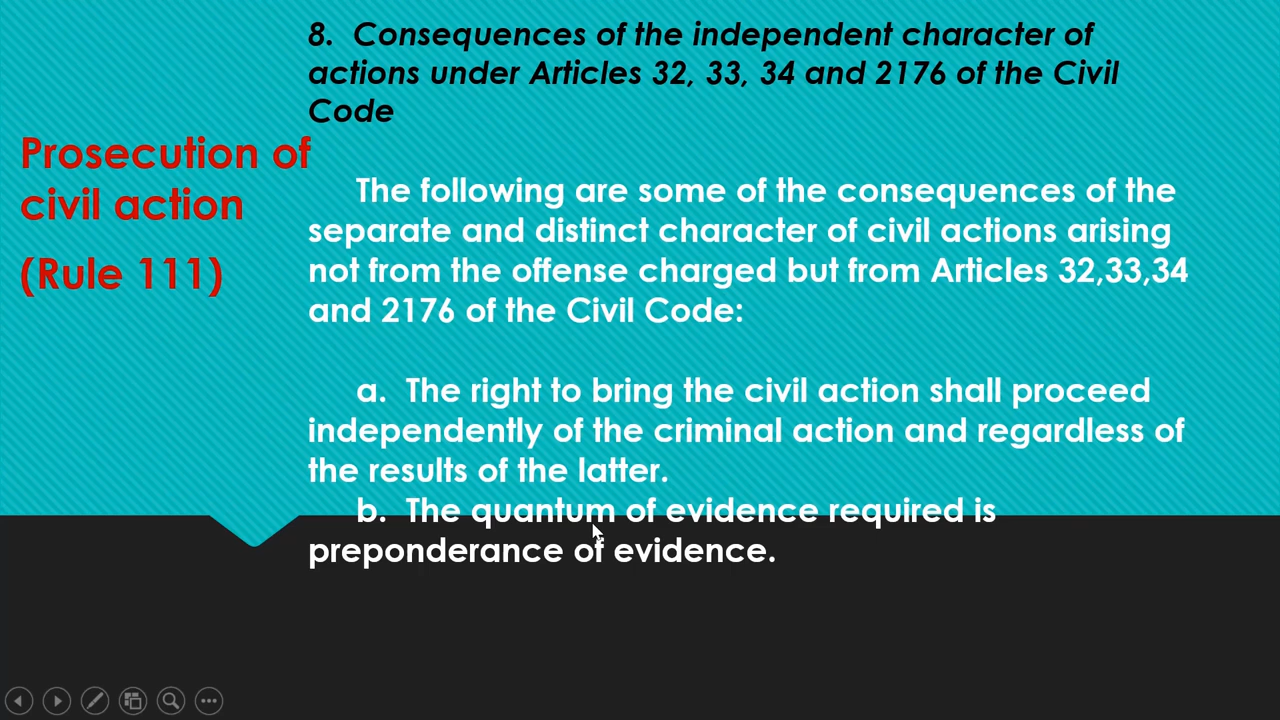 Prosecution of
civil action
(Rule 111)
8. Consequences of the independent character of
actions under Articles 32, 33, 34 and 2176 of the Civil
Code
The following are some of the consequences of the
separate and distinct character of civil actions arising
not from the offense charged but from Articles 32,33,34
and 2176 of the Civil Code:
a. The right to bring the civil action shall proceed
independently of the criminal action and regardless of
the results of the latter.
b. The quantum of evidence required is
preponderance of evidence.